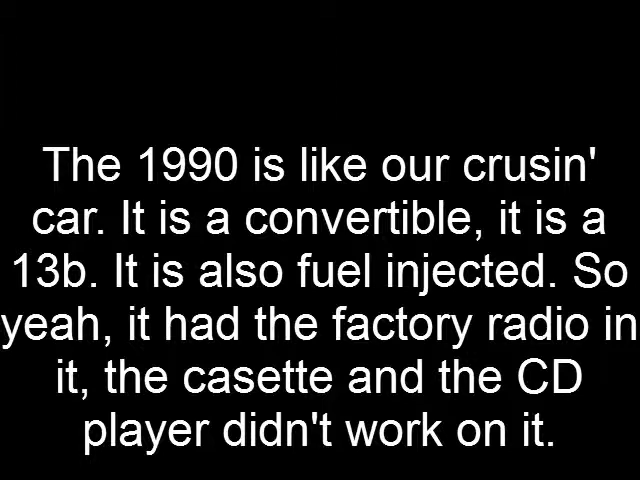 The 1990 is like our crusin'
car. It is a convertible, it is a
13b. It is also fuel injected. So
yeah, it had the factory radio in
it, the casette and the CD
player didn't work on it.